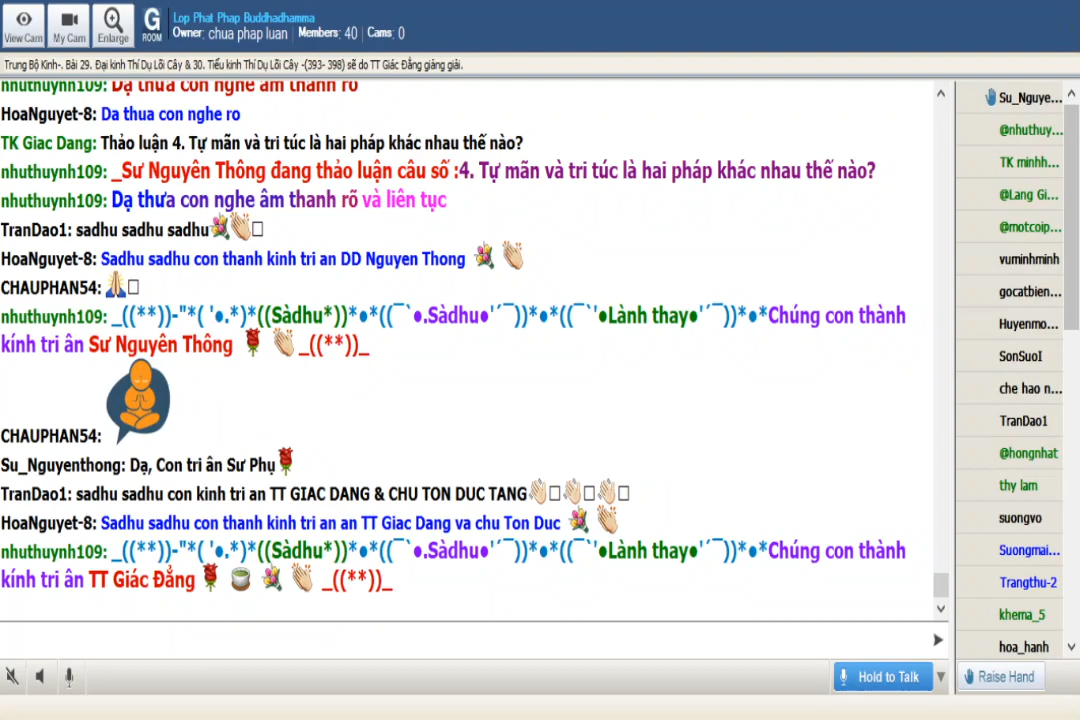 View Cam
My Cam
Enlarge
G
ROOM
Lop Phat Phap Buddhadhamma
Owner: chua phap luan | Members: 40 | Cams: 0
Trung Bộ Kinh-. Bài 29. Đại kinh Thí Dụ Lõi Cây & 30. Tiểu kinh Thí Dụ Lõi Cây -(393- 398) sẽ do TT Giác Đẳng giảng giải.
nhuthuynh109: Dạ thưa con nghe âm thanh rõ
HoaNguyet-8: Da thua con nghe ro
TK Giac Dang: Thảo luận 4. Tự mãn và tri túc là hai pháp khác nhau thế nào?
nhuthuynh109: _Sư Nguyên Thông đang thảo luận câu số :4. Tự mãn và tri túc là hai pháp khác nhau thế nào?
nhuthuynh109: Dạ thưa con nghe âm thanh rõ và liên tục
TranDao1: sadhu sadhu sadhu💐👏🏻
HoaNguyet-8: Sadhu sadhu con thanh kinh tri an DD Nguyen Thong 💐 👏🏻
CHAUPHAN54: 🙏🏻
nhuthuynh109: _((**))-"*( '●.*)*((Sàdhu*))*●*((¯`●.Sàdhu●'´¯))*●*((¯`'●Lành thay●'´¯))*●*Chúng con thành
kính tri ân Sư Nguyên Thông 🌹 👏🏻 _((**))_
CHAUPHAN54:
Su_Nguyenthong: Dạ, Con tri ân Sư Phụ🌹
TranDao1: sadhu sadhu con kinh tri an TT GIAC DANG & CHU TON DUC TANG👏🏻👏🏻👏🏻
HoaNguyet-8: Sadhu sadhu con thanh kinh tri an an TT Giac Dang va chu Ton Duc 💐 👏🏻
nhuthuynh109: _((**))-"*( '●.*)*((Sàdhu*))*●*((¯`●.Sàdhu●'´¯))*●*((¯`'●Lành thay●'´¯))*●*Chúng con thành
kính tri ân TT Giác Đẳng 🌹 🍵 💐 👏🏻 _((**))_
Su_Nguye...
@nhuthuy...
TK minhh...
@Lang Gi...
@motcoip...
vuminhminh
gocatbien...
Huyenmo...
SonSuoI
che hao n...
TranDao1
@hongnhat
thy lam
suongvo
Suongmai...
Trangthu-2
khema_5
hoa_hanh
Hold to Talk
Raise Hand